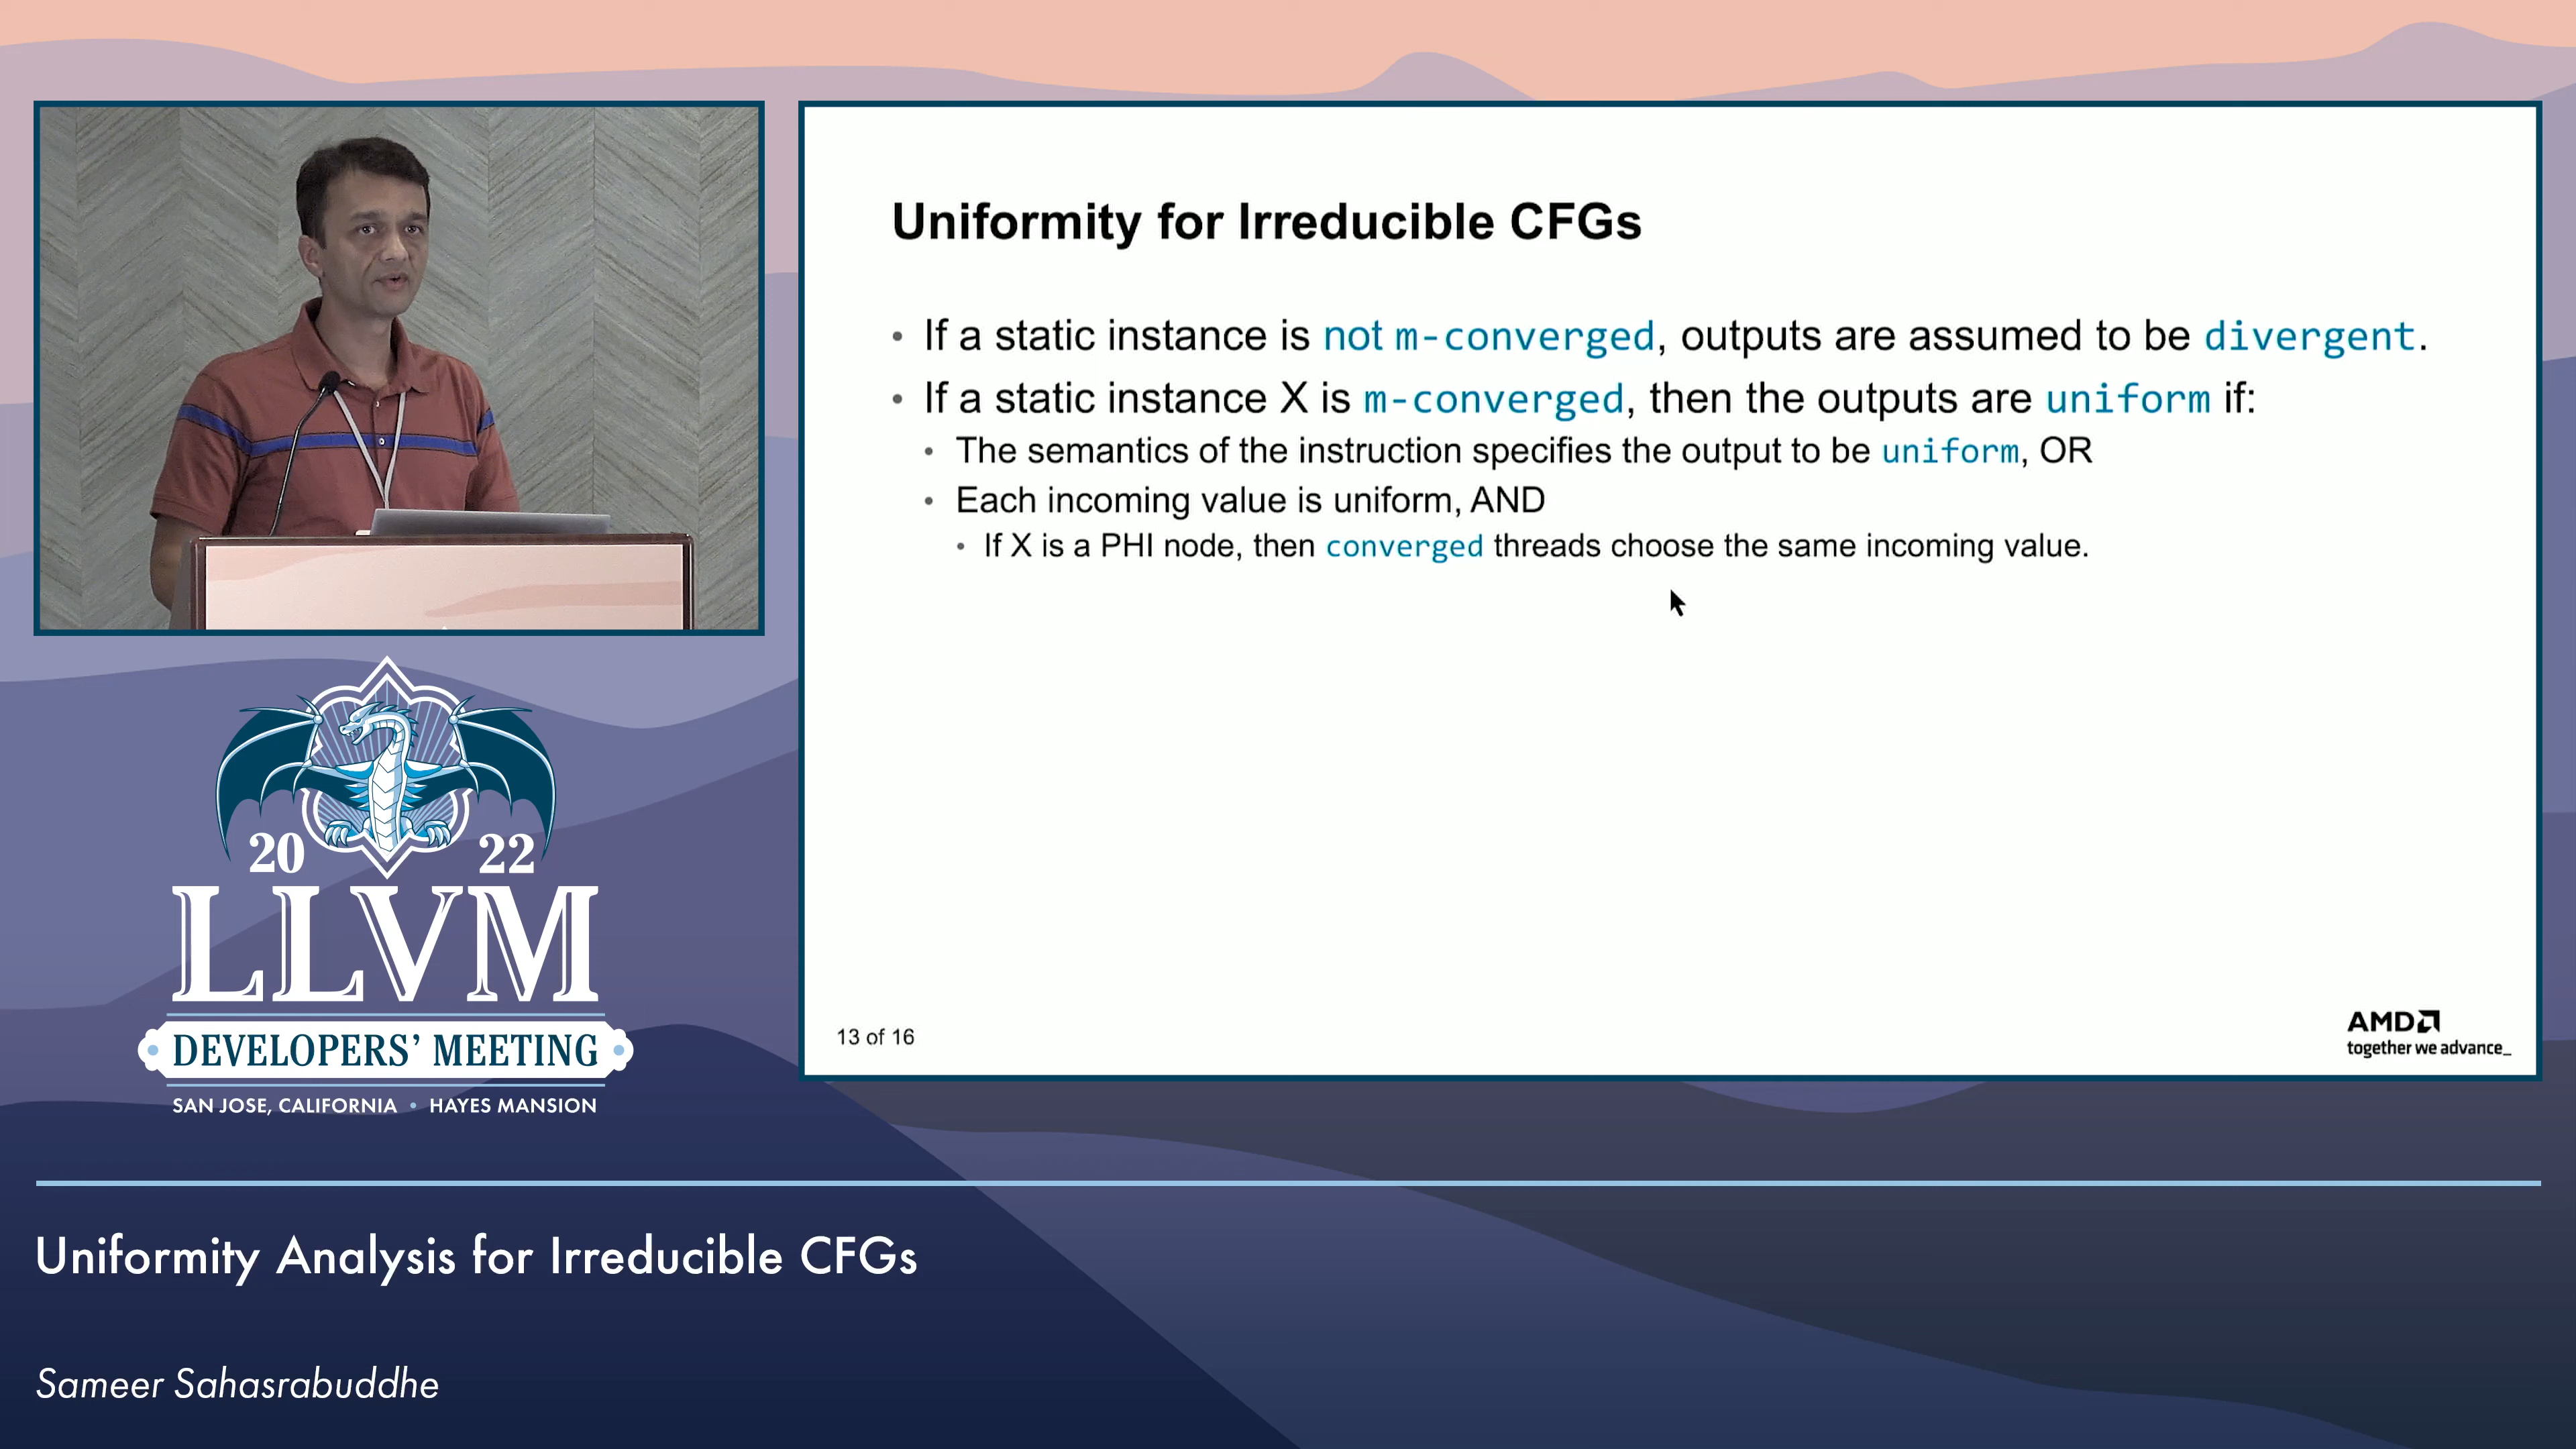 Uniformity for Irreducible CFGs
• If a static instance is not m-converged, outputs are assumed to be divergent.
• If a static instance X is m-converged, then the outputs are uniform if:
• The semantics of the instruction specifies the output to be uniform, OR
• Each incoming value is uniform, AND
• If X is a PHI node, then converged threads choose the same incoming value.
13 of 16
AMD
together we advance_
20 22
LLVM
DEVELOPERS' MEETING
SAN JOSE, CALIFORNIA • HAYES MANSION
Uniformity Analysis for Irreducible CFGs
Sameer Sahasrabuddhe